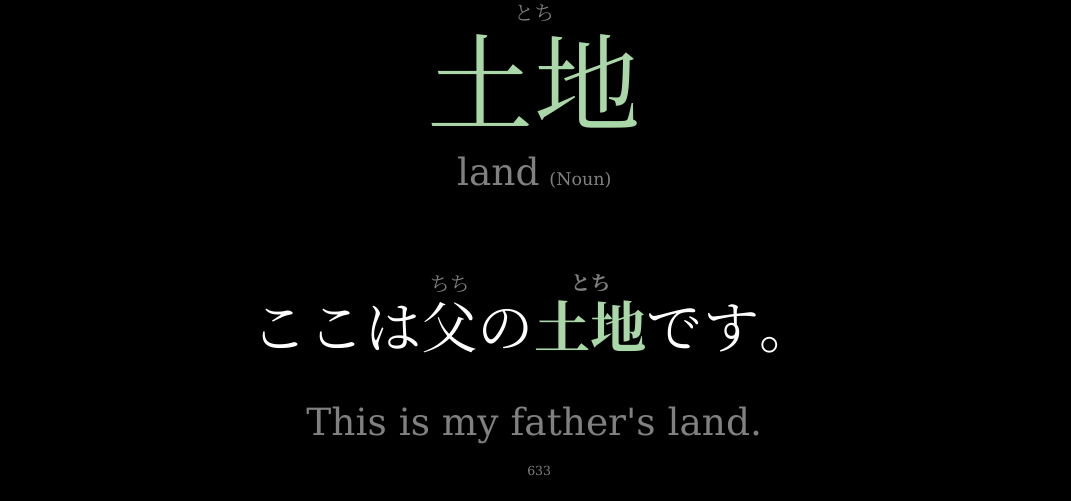 とち
土地
land (Noun)
ちち とち
ここは父の土地です。
This is my father's land.
633